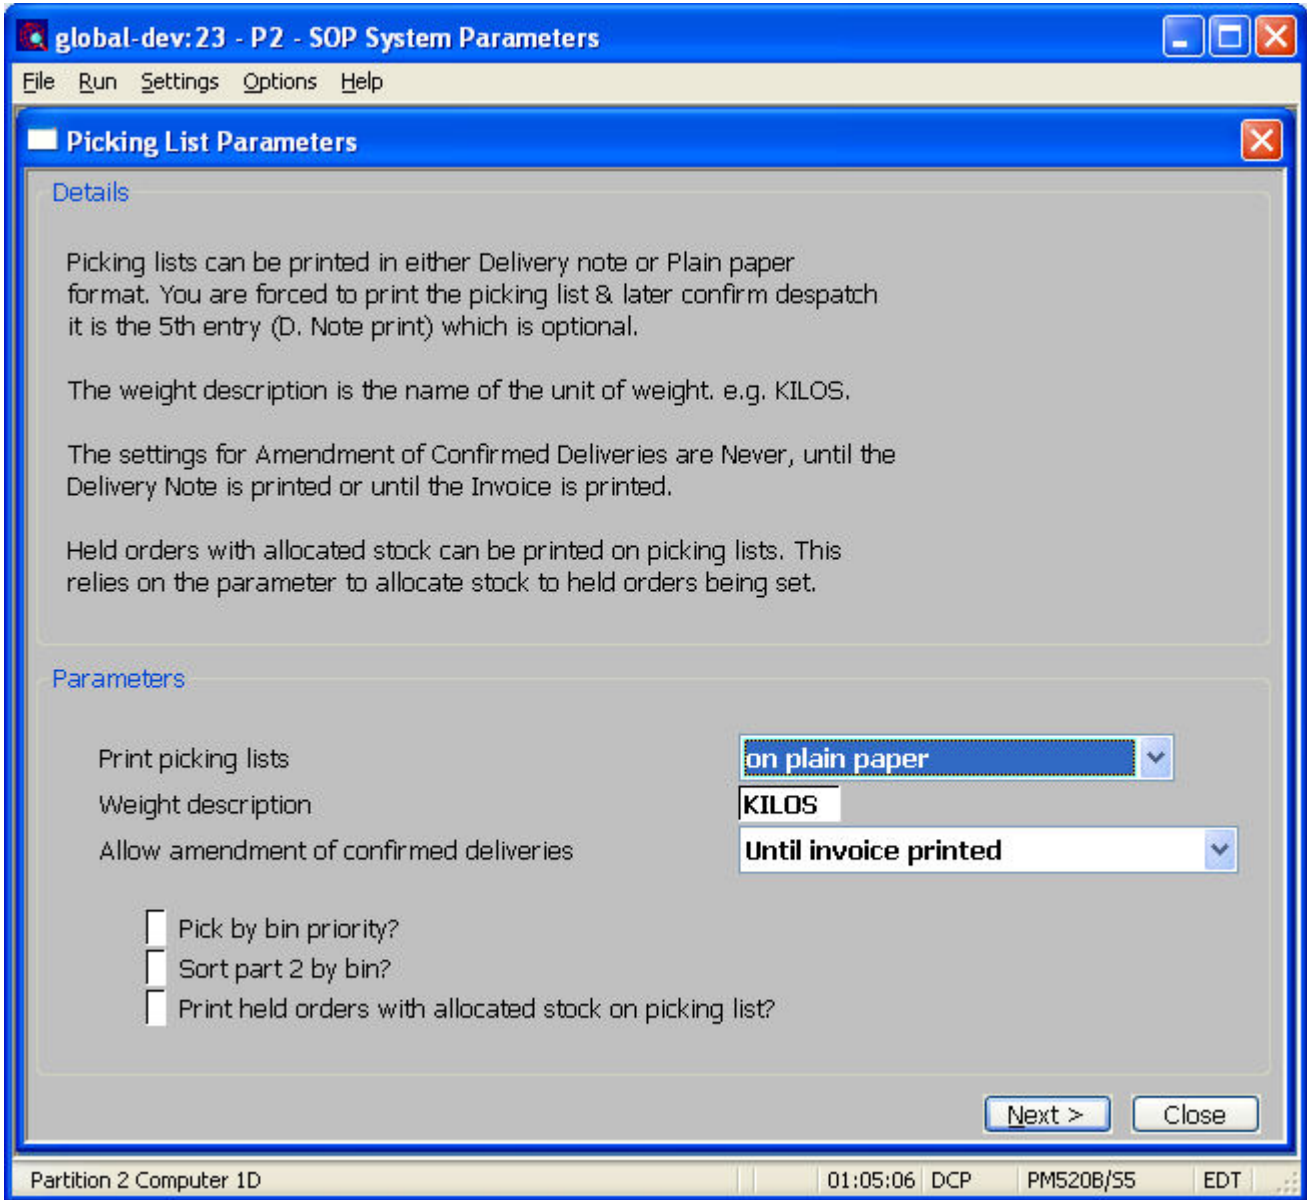 global-dev:23 - P2 - SOP System Parameters
File Run Settings Options Help
Picking List Parameters
Details
Picking lists can be printed in either Delivery note or Plain paper
format. You are forced to print the picking list & later confirm despatch
it is the 5th entry (D. Note print) which is optional.
The weight description is the name of the unit of weight. e.g. KILOS.
The settings for Amendment of Confirmed Deliveries are Never, until the
Delivery Note is printed or until the Invoice is printed.
Held orders with allocated stock can be printed on picking lists. This
relies on the parameter to allocate stock to held orders being set.
Parameters
Print picking lists on plain paper
Weight description KILOS
Allow amendment of confirmed deliveries Until invoice printed
Pick by bin priority?
Sort part 2 by bin?
Print held orders with allocated stock on picking list?
Next > Close
Partition 2 Computer 1D 01:05:06 DCP PM520B/S5 EDT